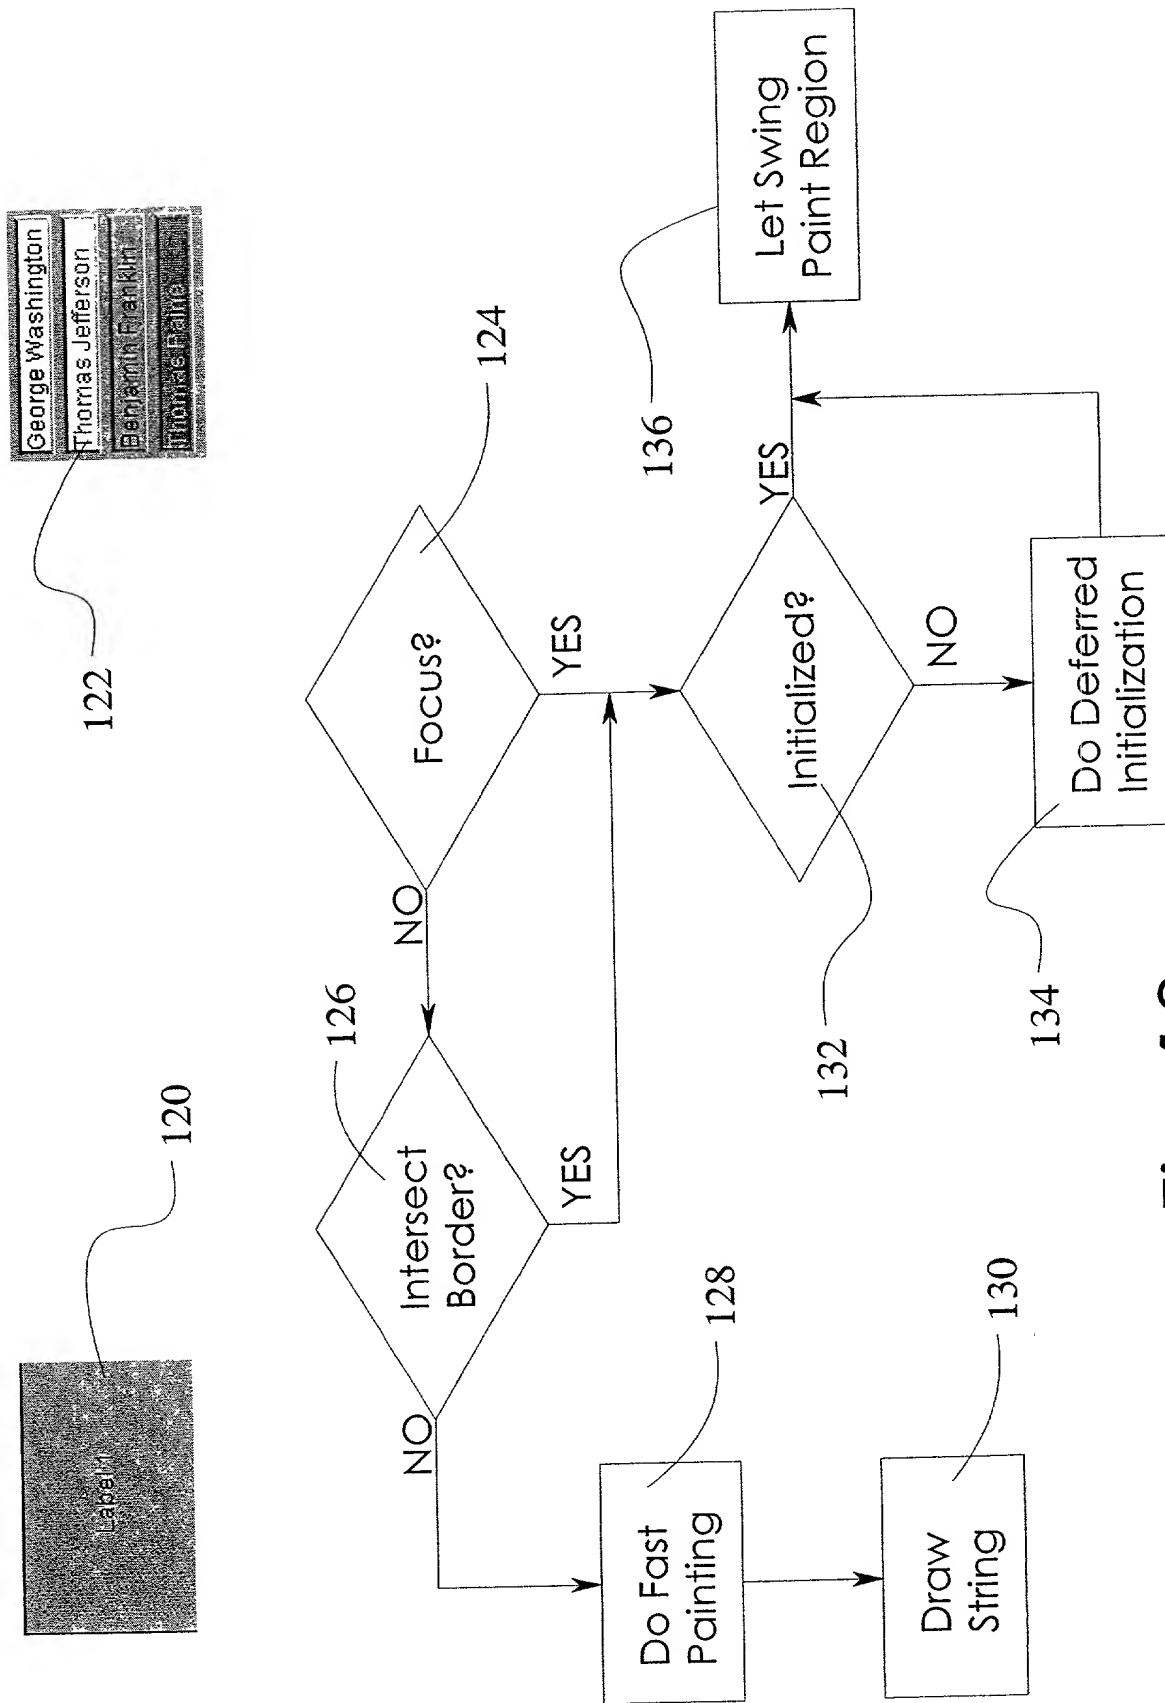 Label1
120
George Washington
Thomas Jefferson
Benjamin Franklin
Thomas Paine
122
Focus?
124
NO
YES
Intersect
Border?
126
NO
YES
Do Fast
Painting
128
Draw
String
130
Initialized?
132
YES
NO
Do Deferred
Initialization
134
Let Swing
Paint Region
136